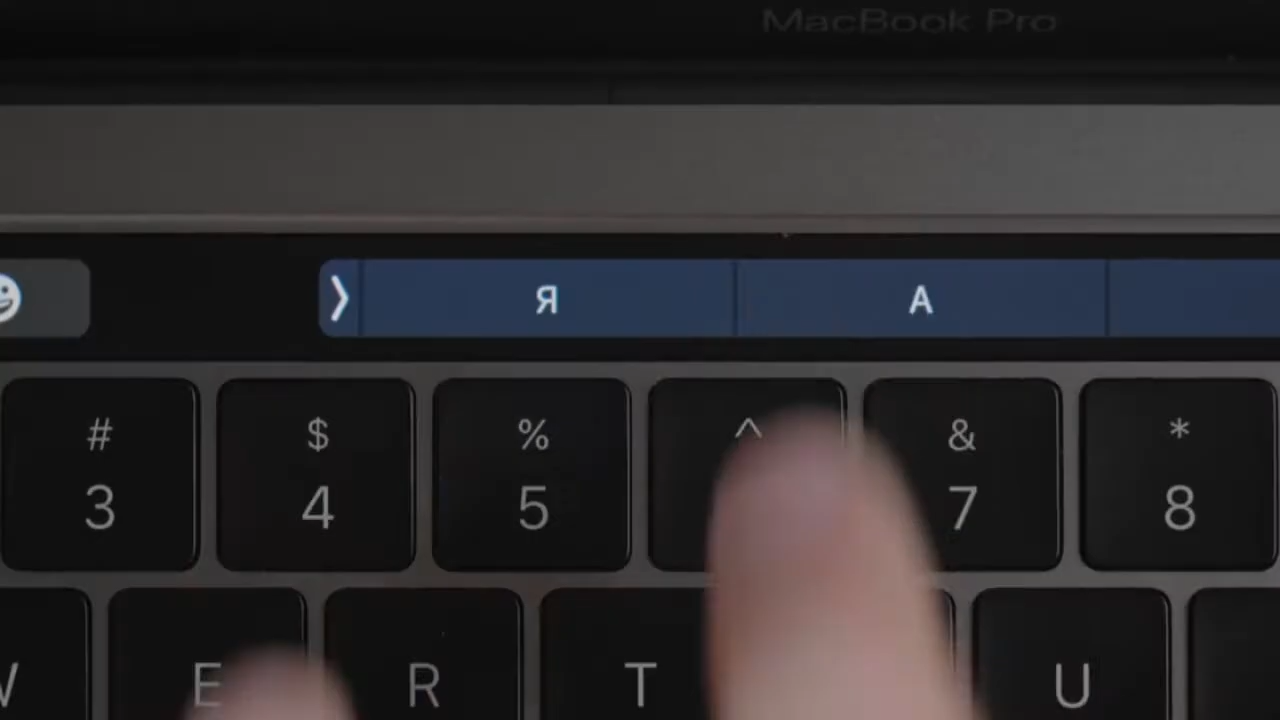 MacBook Pro
Я А
# $ % ^ & *
3 4 5 7 8
W E R T U